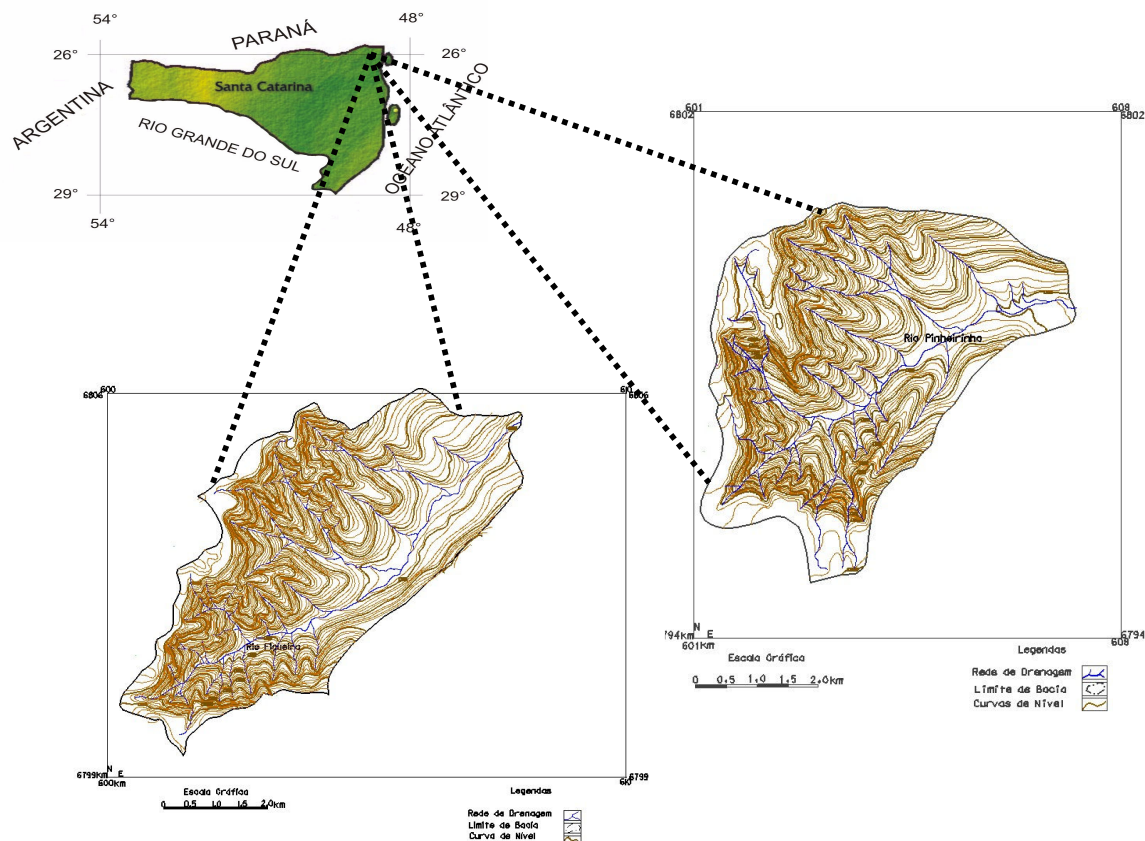 54°
48°
PARANÁ
26°
26°
Santa Catarina
ARGENTINA
OCEANO ATLÂNTICO
RIO GRANDE DO SUL
29°
29°
54°
48°
601
608
6802
6802
Rio Pinheirinho
794km N E
6794
601km
608
Escala Gráfica
0 0.5 1.0 1.5 2.0km
Legendas
Rede de Drenagem
Limite de Bacia
Curvas de Nível
600
6806
6806
Rio Figueira
6799km N E
6799
600km
Escala Gráfica
0 0.5 1.0 1.5 2.0km
Legendas
Rede de Drenagem
Limite de Bacia
Curva de Nível